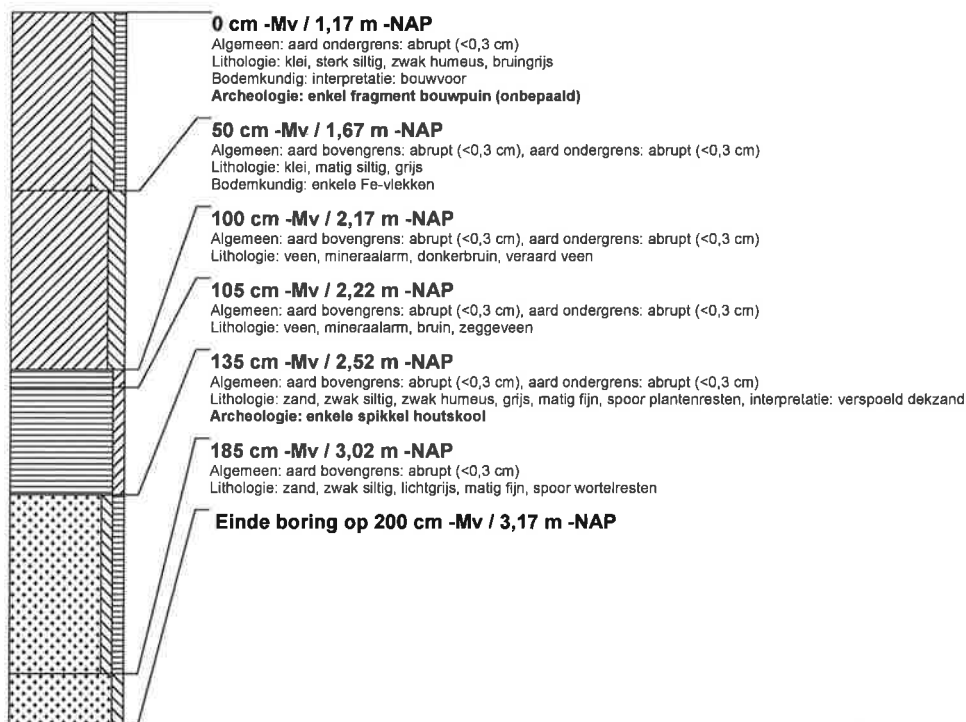 0 cm -Mv / 1,17 m -NAP
Algemeen: aard ondergrens: abrupt (<0,3 cm)
Lithologie: klei, sterk siltig, zwak humeus, bruingrijs
Bodemkundig: interpretatie: bouwvoor
Archeologie: enkel fragment bouwpuin (onbepaald)
50 cm -Mv / 1,67 m -NAP
Algemeen: aard bovengrens: abrupt (<0,3 cm), aard ondergrens: abrupt (<0,3 cm)
Lithologie: klei, matig siltig, grijs
Bodemkundig: enkele Fe-vlekken
100 cm -Mv / 2,17 m -NAP
Algemeen: aard bovengrens: abrupt (<0,3 cm), aard ondergrens: abrupt (<0,3 cm)
Lithologie: veen, mineraalarm, donkerbruin, veraard veen
105 cm -Mv / 2,22 m -NAP
Algemeen: aard bovengrens: abrupt (<0,3 cm), aard ondergrens: abrupt (<0,3 cm)
Lithologie: veen, mineraalarm, bruin, zeggeveen
135 cm -Mv / 2,52 m -NAP
Algemeen: aard bovengrens: abrupt (<0,3 cm), aard ondergrens: abrupt (<0,3 cm)
Lithologie: zand, zwak siltig, zwak humeus, grijs, matig fijn, spoor plantenresten, interpretatie: verspoeld dekzand
Archeologie: enkele spikkel houtskool
185 cm -Mv / 3,02 m -NAP
Algemeen: aard bovengrens: abrupt (<0,3 cm)
Lithologie: zand, zwak siltig, lichtgrijs, matig fijn, spoor wortelresten
Einde boring op 200 cm -Mv / 3,17 m -NAP